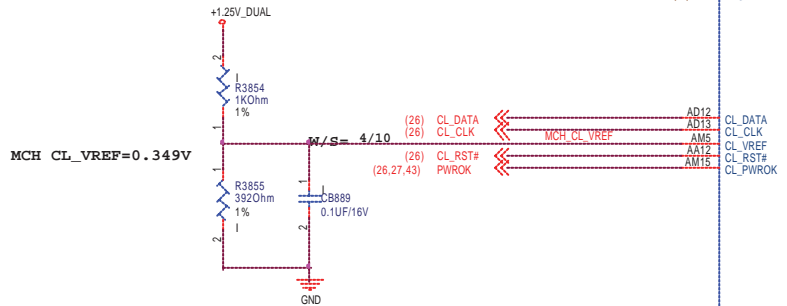 +1.25V_DUAL
2
I
R3854
1KOhm
1%
1
W/S= 4/10
MCH CL_VREF=0.349V
1
R3855
392Ohm
1%
I
2
1
I
CB889
0.1UF/16V
2
GND
(26) CL_DATA
(26) CL_CLK
MCH_CL_VREF
(26) CL_RST#
(26,27,43) PWROK
AD12 CL_DATA
AD13 CL_CLK
AM5 CL_VREF
AA12 CL_RST#
AM15 CL_PWROK